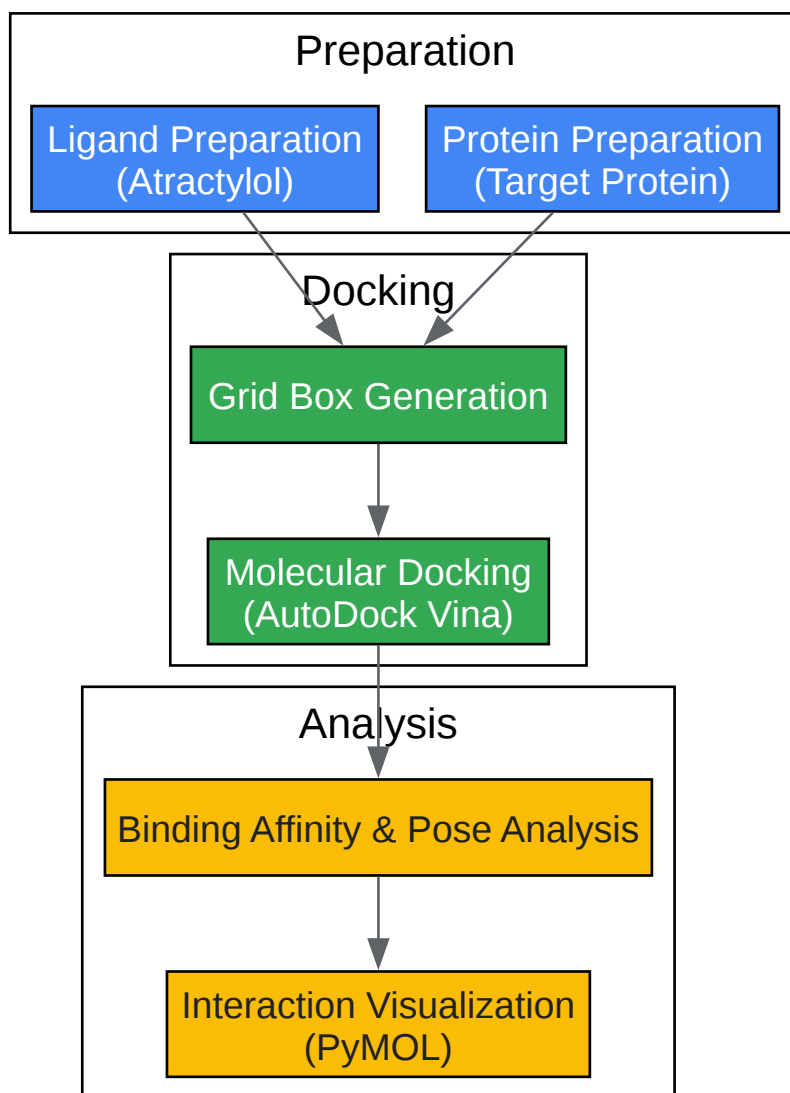 Preparation
Ligand Preparation
(Atractylol)
Protein Preparation
(Target Protein)
Docking
Grid Box Generation
Molecular Docking
(AutoDock Vina)
Analysis
Binding Affinity & Pose Analysis
Interaction Visualization
(PyMOL)